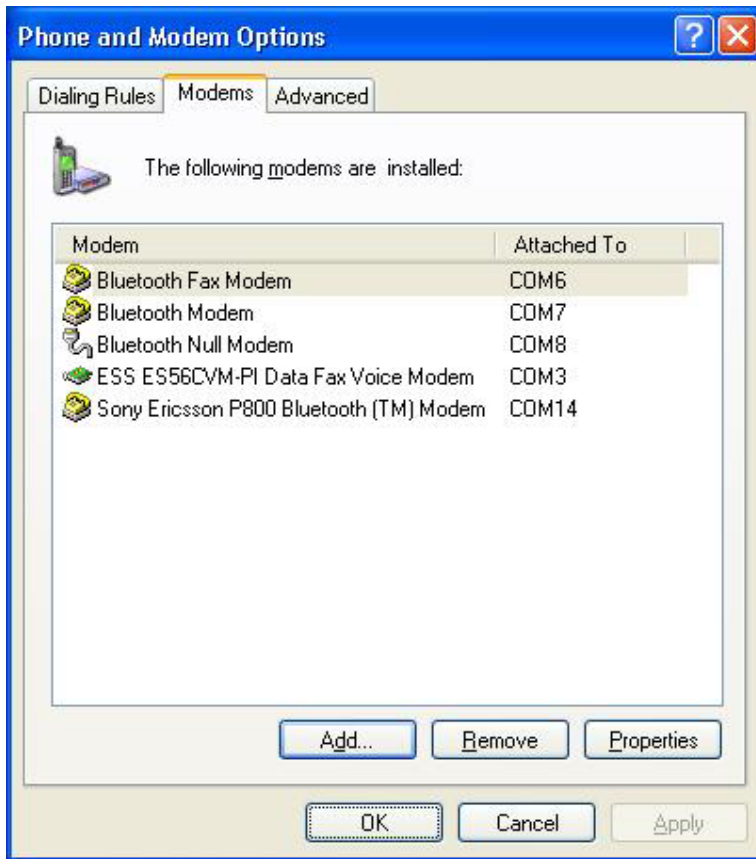 Phone and Modem Options
Dialing Rules Modems Advanced
The following modems are installed:
Modem Attached To
Bluetooth Fax Modem COM6
Bluetooth Modem COM7
Bluetooth Null Modem COM8
ESS ES56CVM-PI Data Fax Voice Modem COM3
Sony Ericsson P800 Bluetooth (TM) Modem COM14
Add... Remove Properties
OK Cancel Apply